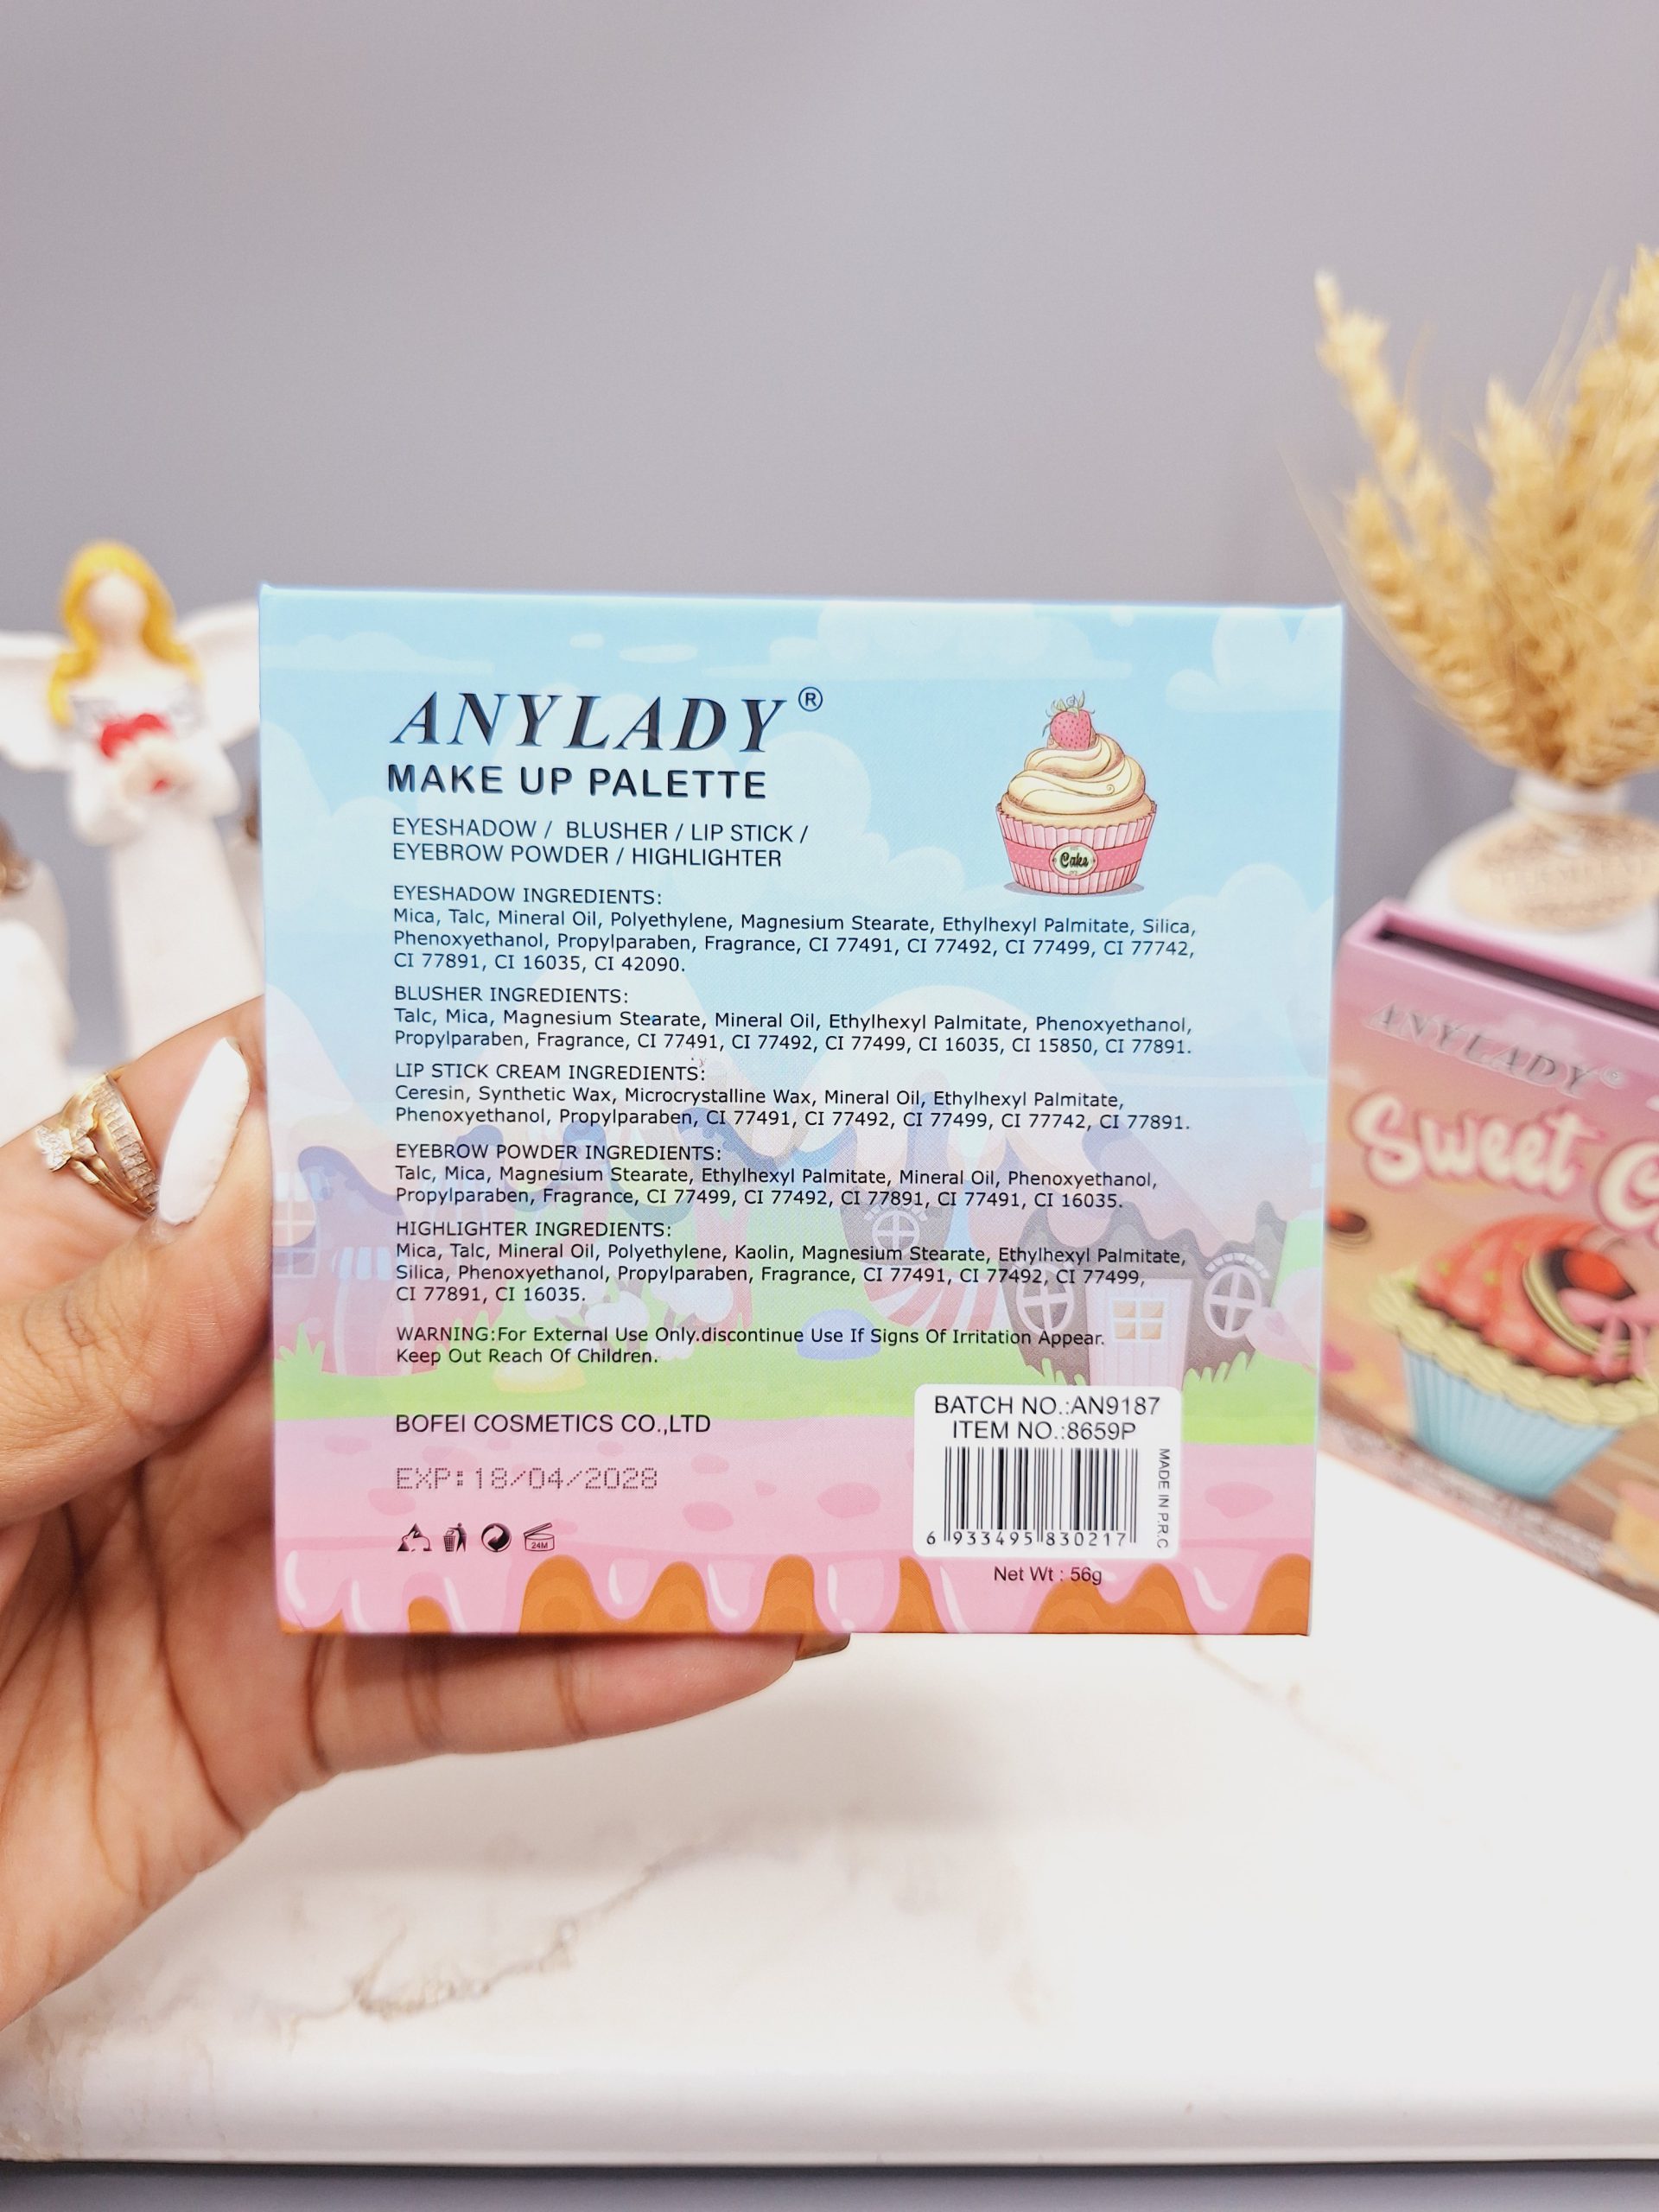 ANYLADY®
MAKE UP PALETTE
EYESHADOW / BLUSHER / LIP STICK /
EYEBROW POWDER / HIGHLIGHTER
Cake
EYESHADOW INGREDIENTS:
Mica, Talc, Mineral Oil, Polyethylene, Magnesium Stearate, Ethylhexyl Palmitate, Silica,
Phenoxyethanol, Propylparaben, Fragrance, CI 77491, CI 77492, CI 77499, CI 77742,
CI 77891, CI 16035, CI 42090.
BLUSHER INGREDIENTS:
Talc, Mica, Magnesium Stearate, Mineral Oil, Ethylhexyl Palmitate, Phenoxyethanol,
Propylparaben, Fragrance, CI 77491, CI 77492, CI 77499, CI 16035, CI 15850, CI 77891.
LIP STICK CREAM INGREDIENTS:
Ceresin, Synthetic Wax, Microcrystalline Wax, Mineral Oil, Ethylhexyl Palmitate,
Phenoxyethanol, Propylparaben, CI 77491, CI 77492, CI 77499, CI 77742, CI 77891.
EYEBROW POWDER INGREDIENTS:
Talc, Mica, Magnesium Stearate, Ethylhexyl Palmitate, Mineral Oil, Phenoxyethanol,
Propylparaben, Fragrance, CI 77499, CI 77492, CI 77891, CI 77491, CI 16035.
HIGHLIGHTER INGREDIENTS:
Mica, Talc, Mineral Oil, Polyethylene, Kaolin, Magnesium Stearate, Ethylhexyl Palmitate,
Silica, Phenoxyethanol, Propylparaben, Fragrance, CI 77491, CI 77492, CI 77499,
CI 77891, CI 16035.
WARNING:For External Use Only.discontinue Use If Signs Of Irritation Appear.
Keep Out Reach Of Children.
BOFEI COSMETICS CO.,LTD
EXP:18/04/2028
24M
BATCH NO.:AN9187
ITEM NO.:8659P
MADE IN P.R.C
6 933495 830217
Net Wt : 56g
ANYLADY®
Sweet